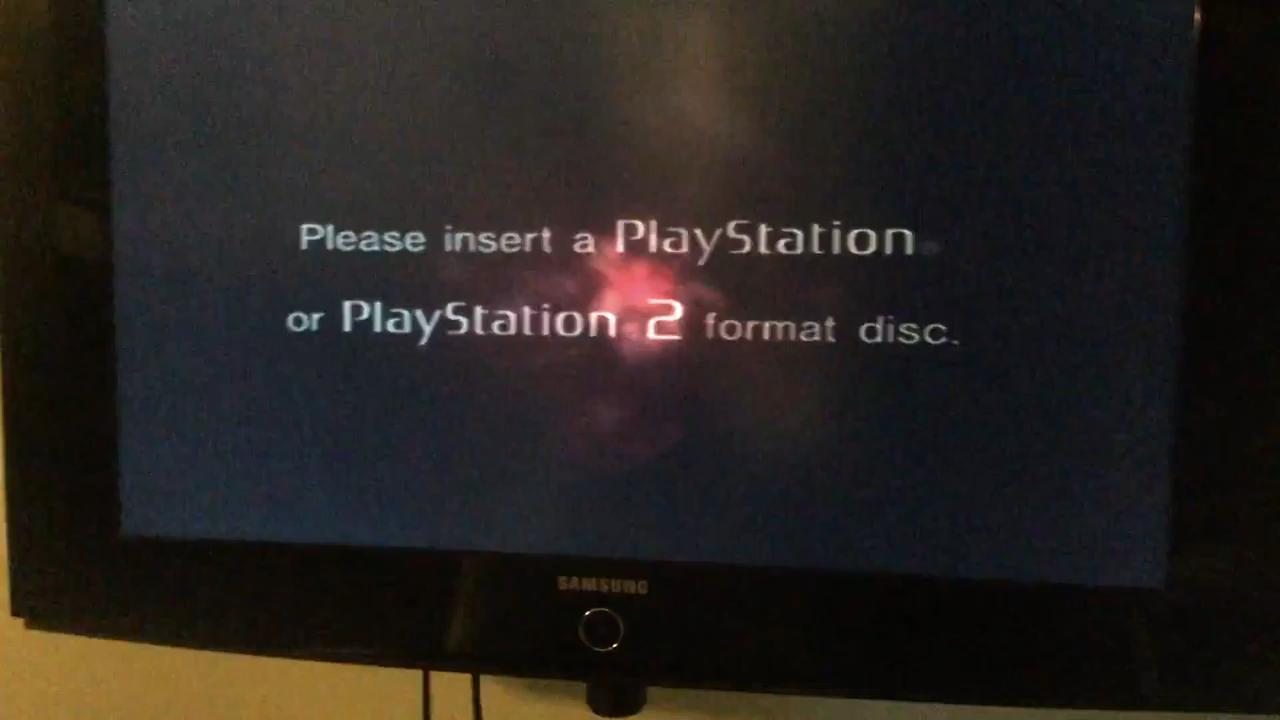 Please insert a PlayStation
or PlayStation 2 format disc.
SAMSUNG